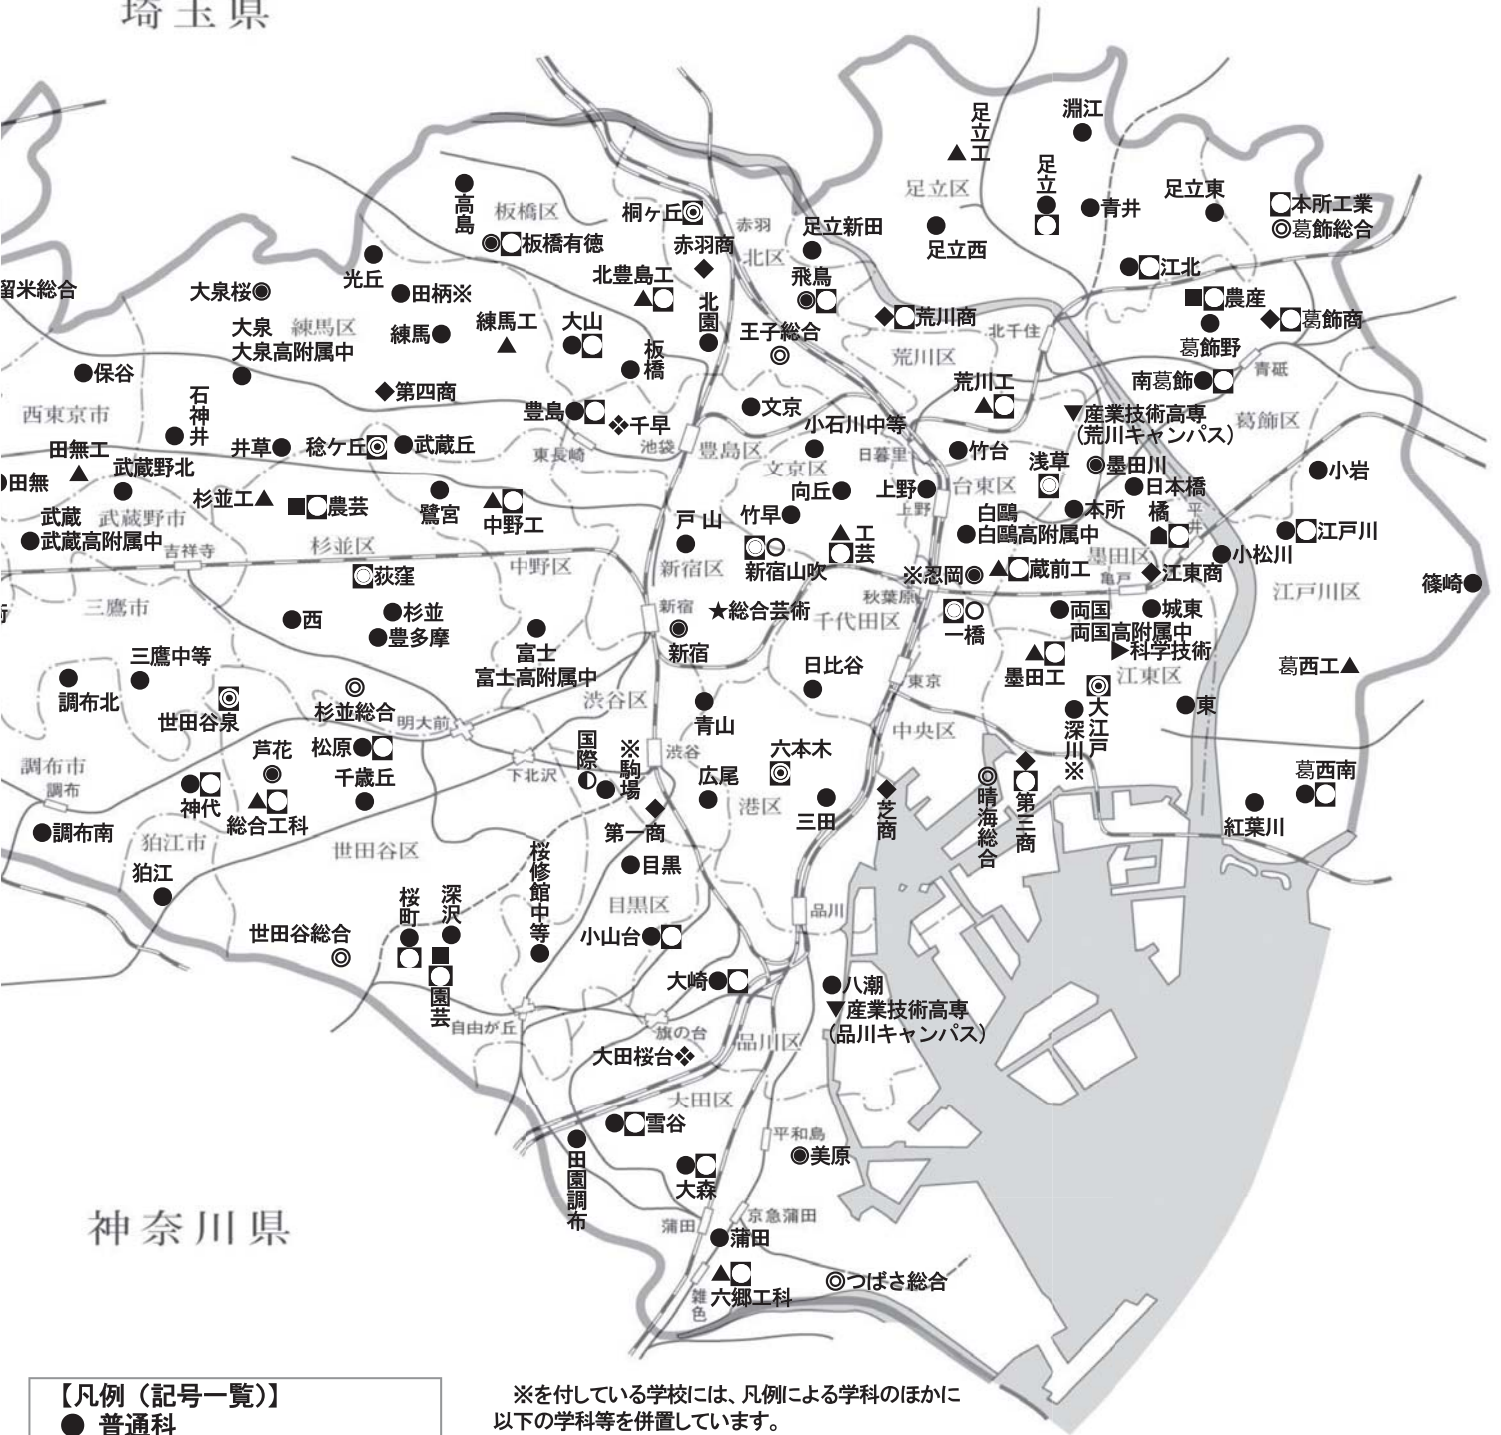 埼玉県
足立工
淵江
足立区
足立
青井
足立東
本所工業
葛飾総合
高島
板橋区
桐ヶ丘
赤羽
足立新田
足立西
板橋有徳
赤羽商
北区
光丘
北豊島工
飛鳥
江北
留米総合
大泉桜
田柄※
北園
荒川商
農産
葛飾商
大泉
大泉高附属中
練馬区
練馬
練馬工
大山
王子総合
北千住
葛飾野
保谷
板橋
荒川区
青砥
石神井
第四商
荒川工
南葛飾
西東京市
豊島
千早
文京
産業技術高専
(荒川キャンパス)
葛飾区
田無工
井草
稔ケ丘
武蔵丘
東長崎
池袋
豊島区
小石川中等
日暮里
竹台
浅草
墨田川
小岩
田無
武蔵野北
文京区
向丘
上野
台東区
日本橋
杉並工
農芸
鷺宮
中野工
戸山
竹早
上野
白鷗
白鷗高附属中
本所
橘
平井
武蔵
武蔵高附属中
武蔵野市
吉祥寺
杉並区
工芸
江戸川
中野区
新宿区
新宿山吹
墨田区
小松川
荻窪
※忍岡
蔵前工
亀戸
江東商
篠崎
三鷹市
秋葉原
江戸川区
西
杉並
豊多摩
新宿
総合芸術
千代田区
一橋
両国
両国高附属中
城東
科学技術
富士
富士高附属中
新宿
日比谷
墨田工
江東区
葛西工
三鷹中等
調布北
世田谷泉
杉並総合
渋谷区
青山
東京
中央区
大江戸
東
深川※
明大前
松原
国際
※駒場
渋谷
六本木
芦花
千歳丘
下北沢
広尾
調布市
調布
神代
総合工科
港区
三田
芝商
晴海総合
第三商
葛西南
紅葉川
調布南
狛江市
世田谷区
第一商
狛江
桜修館中等
目黒
桜町
深沢
目黒区
品川
世田谷総合
小山台
園芸
大崎
八潮
産業技術高専
(品川キャンパス)
自由が丘
旗の台
品川区
大田桜台
大田区
雪谷
平和島
美原
田園調布
大森
神奈川県
蒲田
京急蒲田
蒲田
つばさ総合
雑色
六郷工科
【凡例（記号一覧）】
● 普通科
※を付している学校には、凡例による学科のほかに
以下の学科等を併置しています。